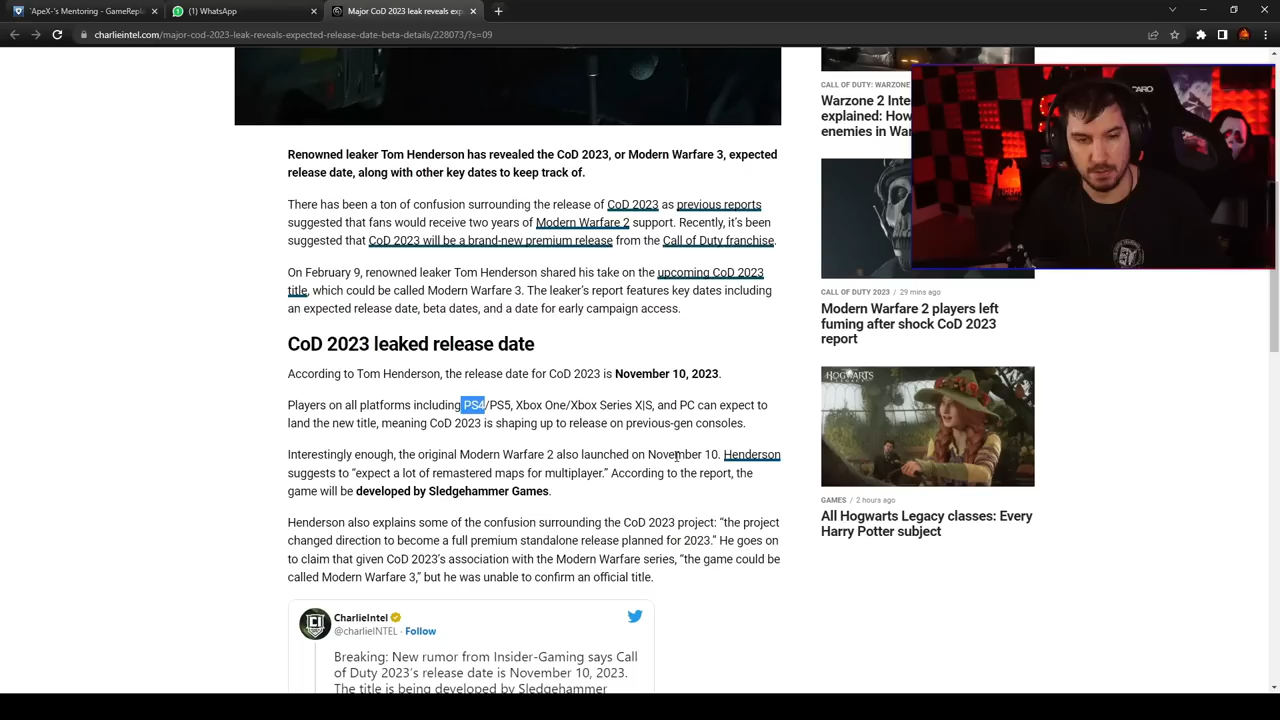 `ApeX-'s Mentoring - GameRepl
(1) WhatsApp
Major CoD 2023 leak reveals exp
charlieintel.com/major-cod-2023-leak-reveals-expected-release-date-beta-details/228073/?s=09
Renowned leaker Tom Henderson has revealed the CoD 2023, or Modern Warfare 3, expected
release date, along with other key dates to keep track of.
There has been a ton of confusion surrounding the release of CoD 2023 as previous reports
suggested that fans would receive two years of Modern Warfare 2 support. Recently, it's been
suggested that CoD 2023 will be a brand-new premium release from the Call of Duty franchise.
On February 9, renowned leaker Tom Henderson shared his take on the upcoming CoD 2023
title, which could be called Modern Warfare 3. The leaker's report features key dates including
an expected release date, beta dates, and a date for early campaign access.
CoD 2023 leaked release date
According to Tom Henderson, the release date for CoD 2023 is November 10, 2023.
Players on all platforms including PS4/PS5, Xbox One/Xbox Series X|S, and PC can expect to
land the new title, meaning CoD 2023 is shaping up to release on previous-gen consoles.
Interestingly enough, the original Modern Warfare 2 also launched on November 10. Henderson
suggests to "expect a lot of remastered maps for multiplayer." According to the report, the
game will be developed by Sledgehammer Games.
Henderson also explains some of the confusion surrounding the CoD 2023 project: "the project
changed direction to become a full premium standalone release planned for 2023." He goes on
to claim that given CoD 2023's association with the Modern Warfare series, "the game could be
called Modern Warfare 3," but he was unable to confirm an official title.
CharlieIntel
@charlieINTEL · Follow
Breaking: New rumor from Insider-Gaming says Call
of Duty 2023's release date is November 10, 2023.
The title is being developed by Sledgehammer
CALL OF DUTY: WARZONE
Warzone 2 Inte
explained: How
enemies in War
CALL OF DUTY 2023 / 29 mins ago
Modern Warfare 2 players left
fuming after shock CoD 2023
report
HOGWARTS
LEGACY
GAMES / 2 hours ago
All Hogwarts Legacy classes: Every
Harry Potter subject